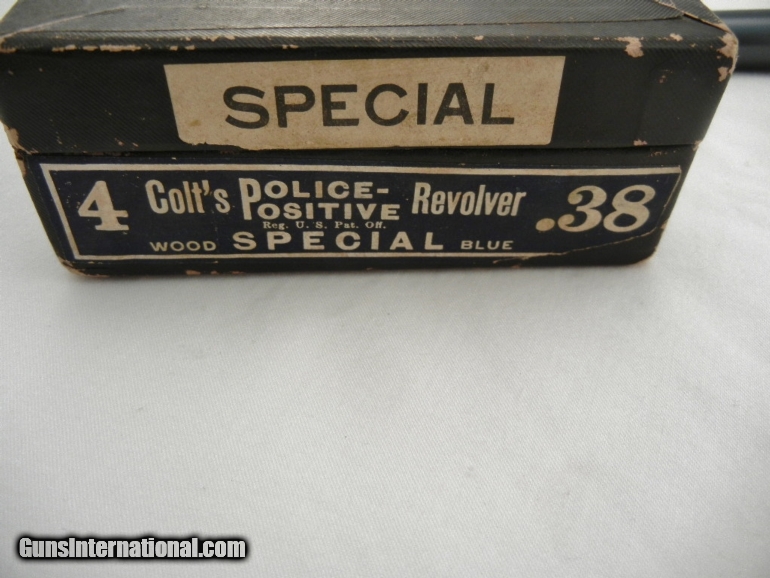 SPECIAL
4 Colt's POLICE-POSITIVE Revolver .38
Reg. U. S. Pat. Off.
WOOD SPECIAL BLUE
GunsInternational.com